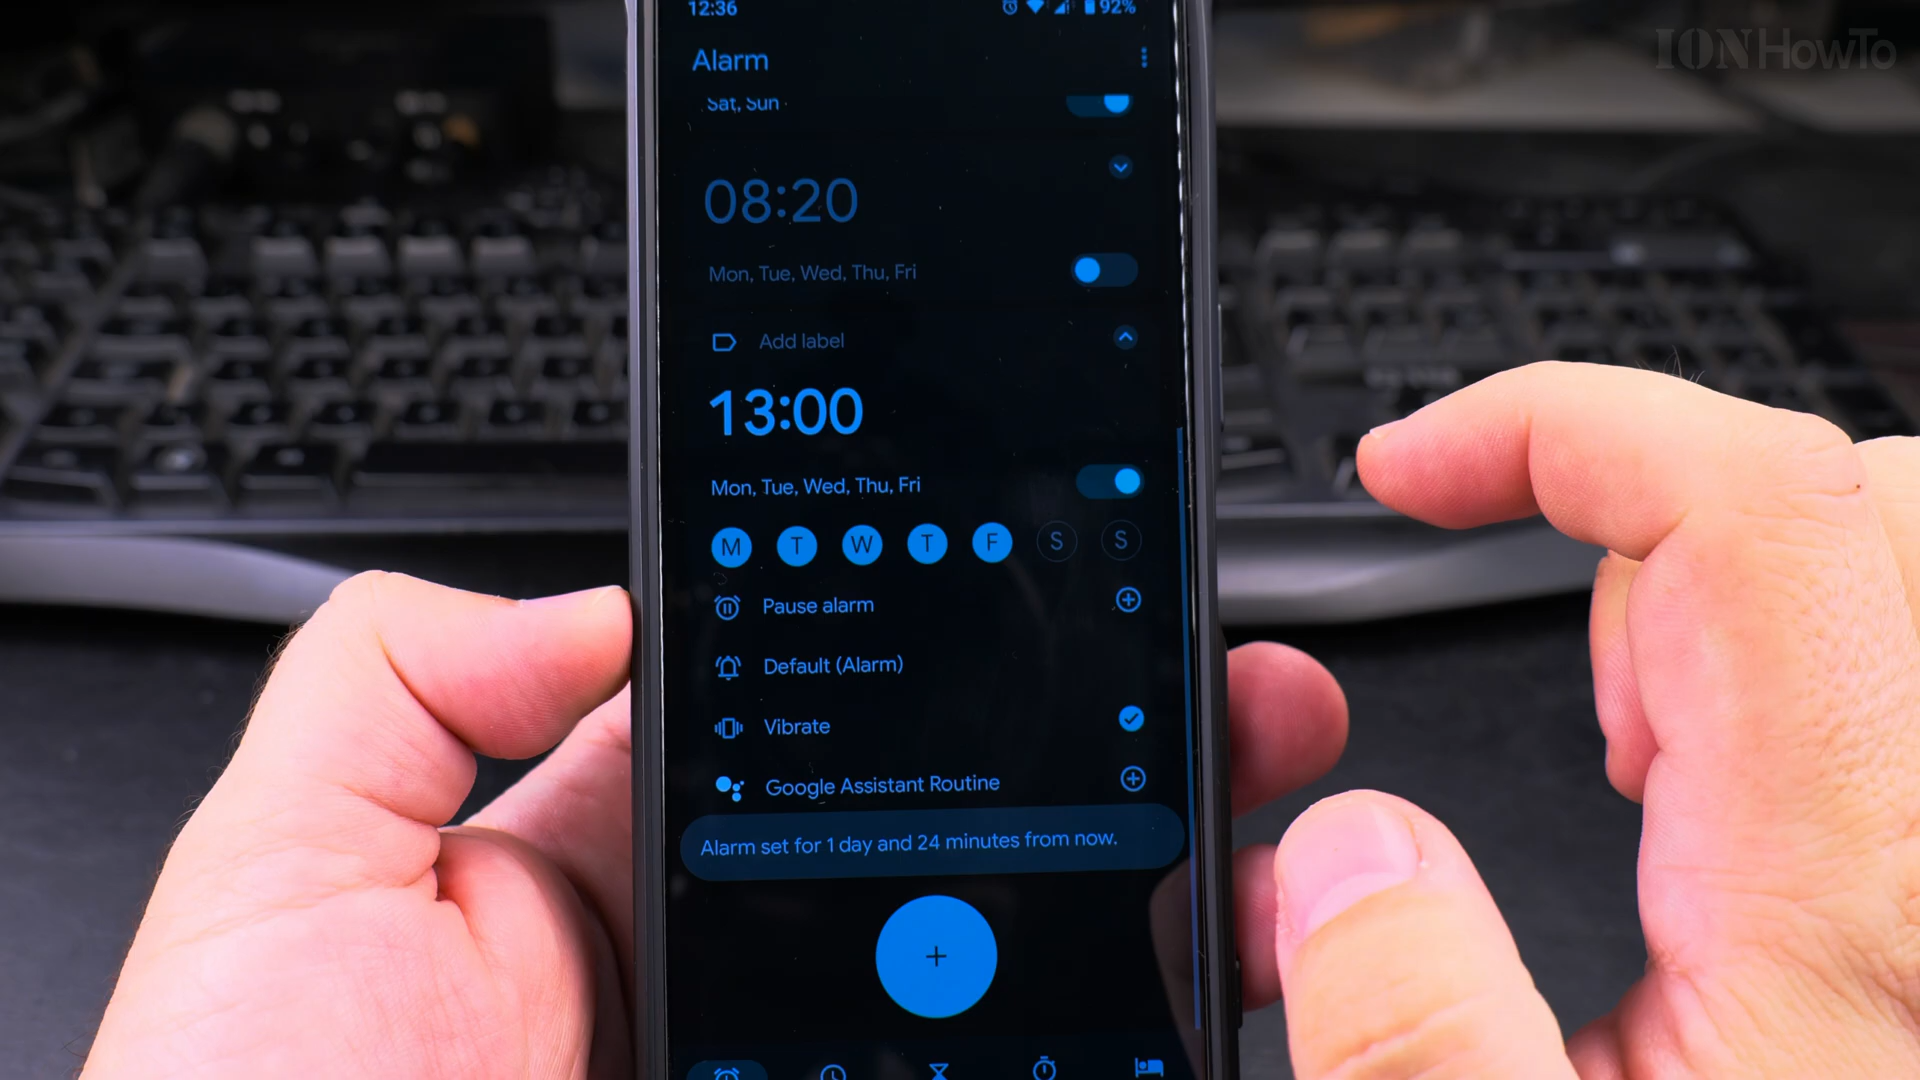 12:36
92%
IONHowTo
Alarm
Sat, Sun
08:20
Mon, Tue, Wed, Thu, Fri
Add label
13:00
Mon, Tue, Wed, Thu, Fri
M T W T F S S
Pause alarm
Default (Alarm)
Vibrate
Google Assistant Routine
Alarm set for 1 day and 24 minutes from now.